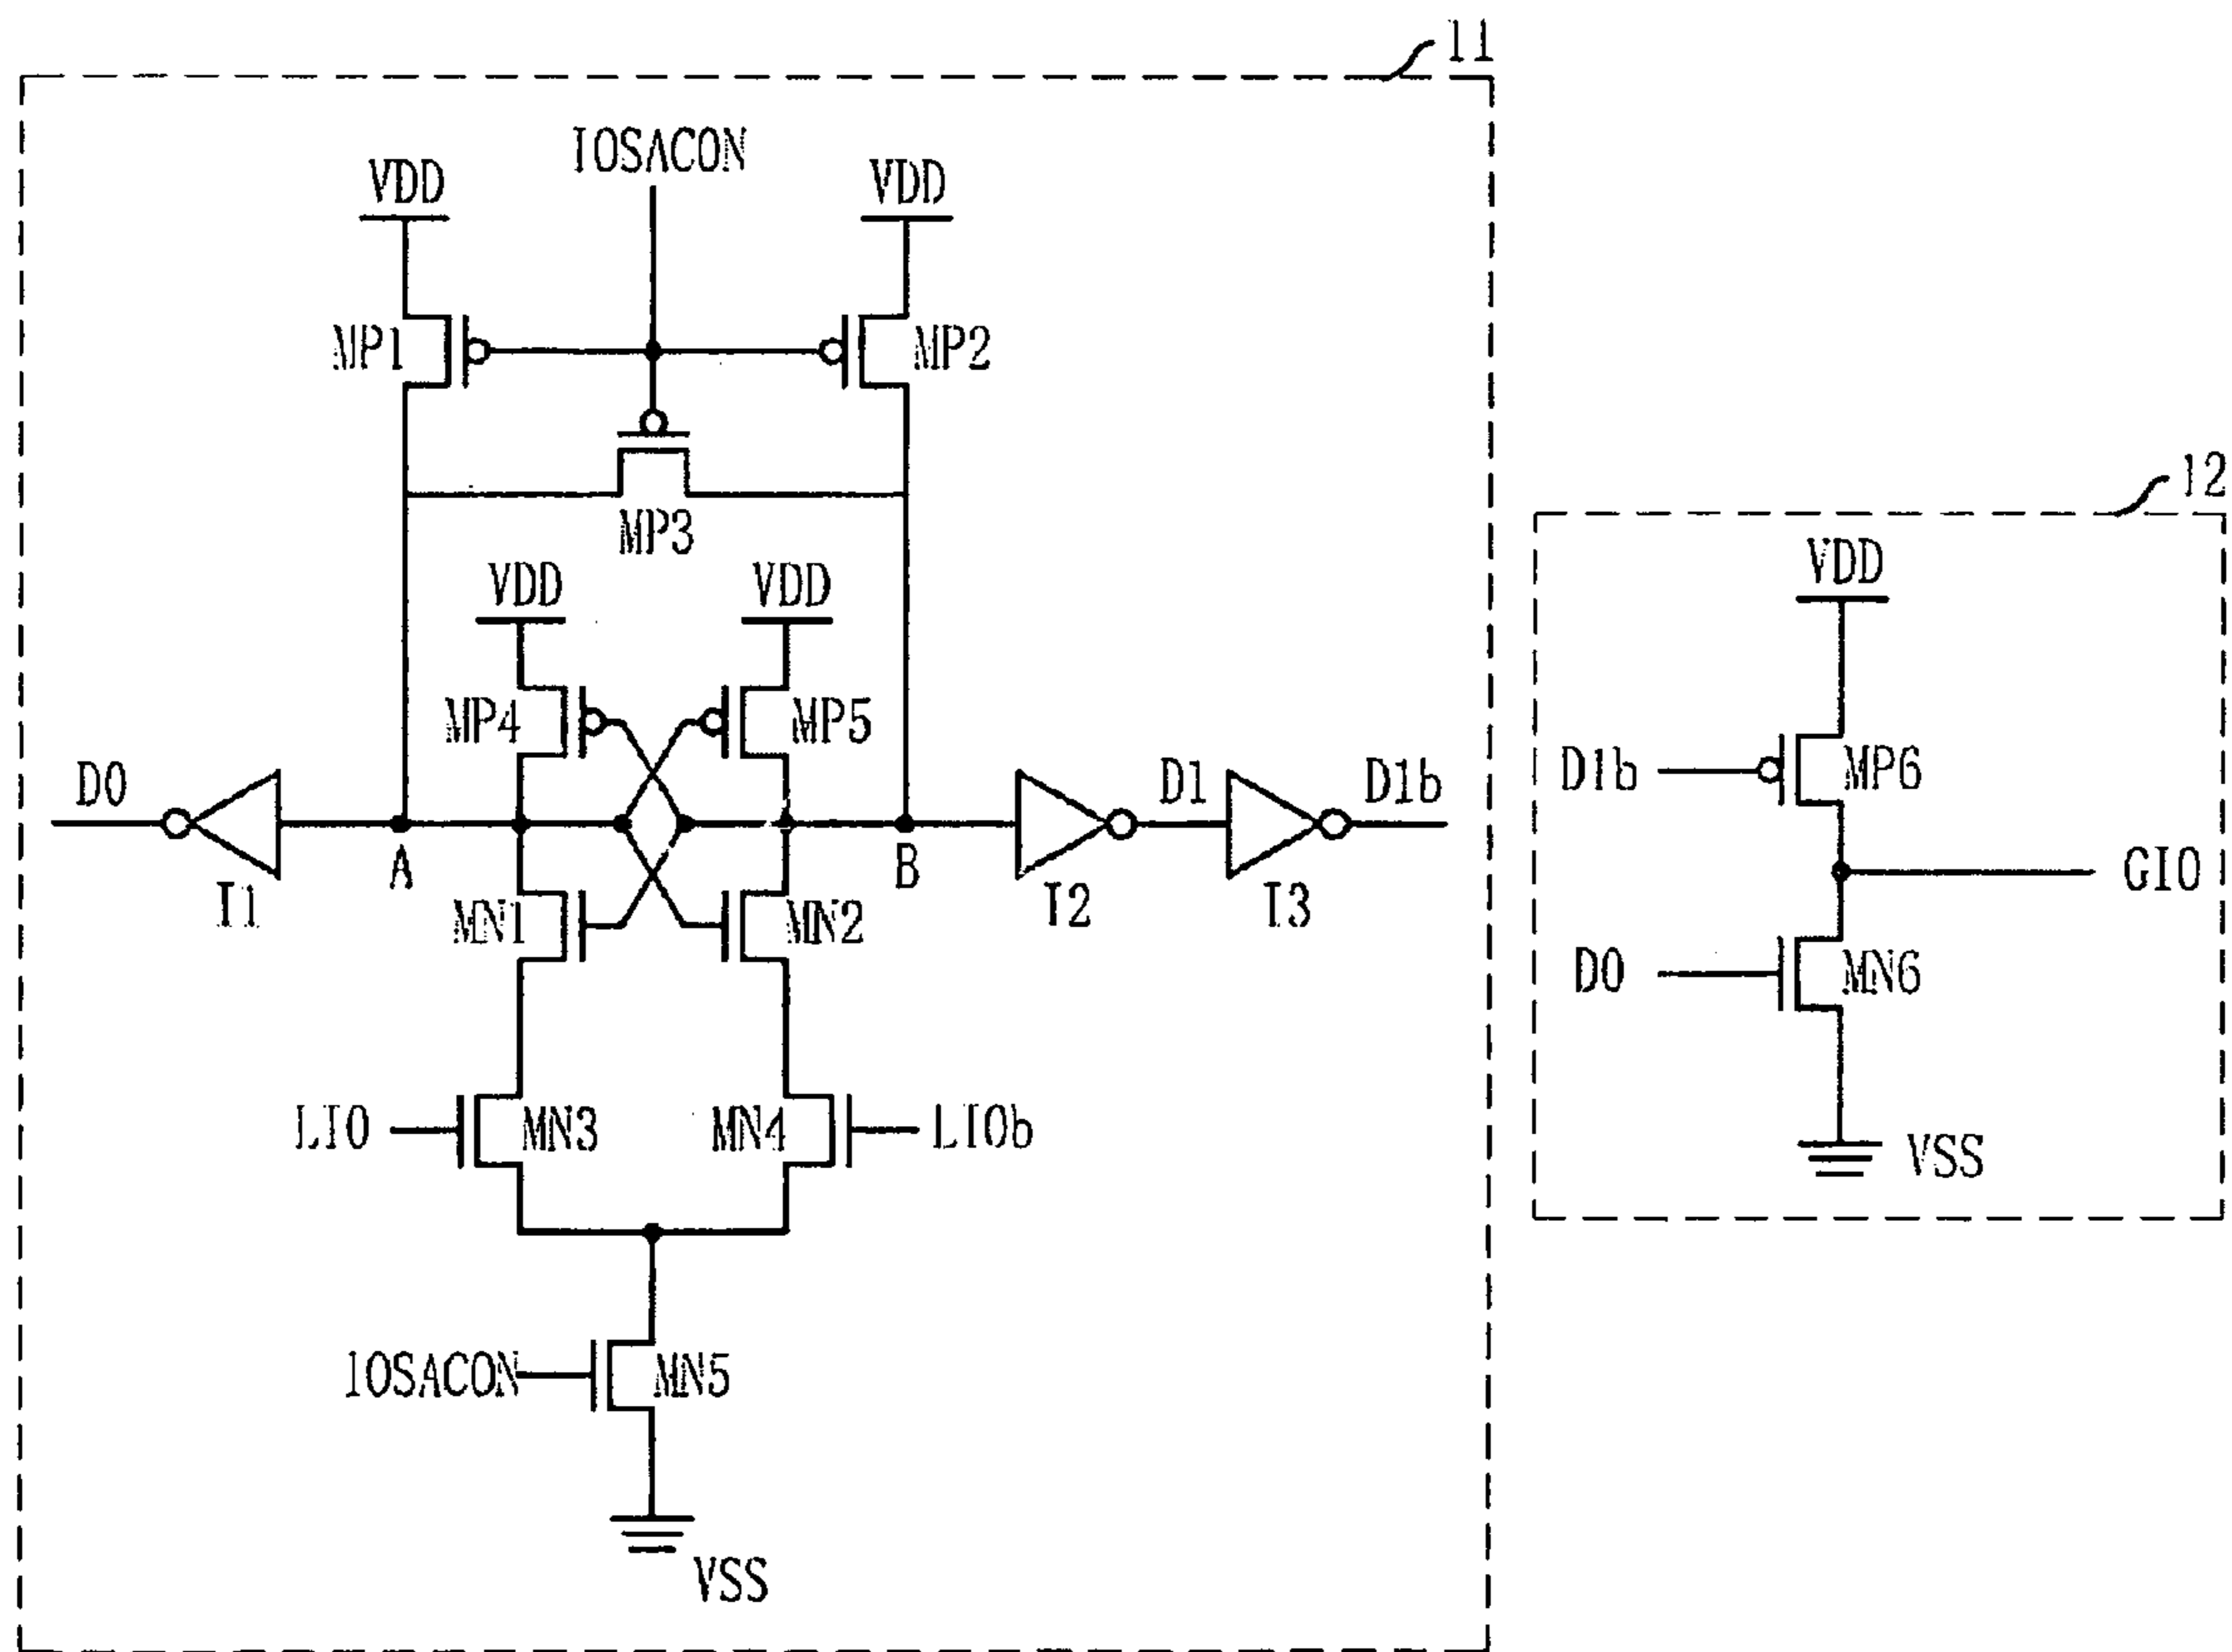 11
IOSACON
VDD
VDD
MP1
MP2
MP3
VDD
VDD
MP4
MP5
D0
D1
D1b
A
B
I1
I2
I3
MN1
MN2
LIO
MN3
MN4
LIOb
IOSACON
MN5
VSS
12
VDD
D1b
MP6
GIO
D0
MN6
VSS